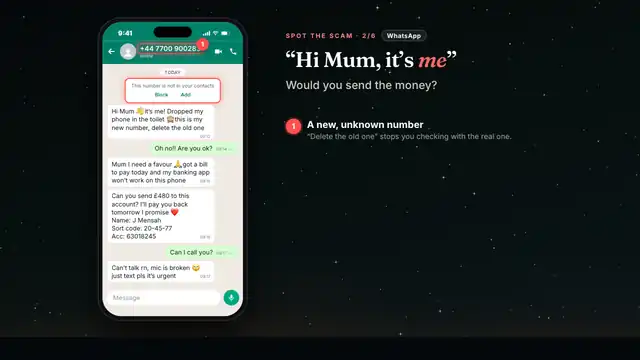 9:41
+44 7700 900283
1
online
TODAY
This number is not in your contacts
Block Add
Hi Mum 👋 it's me! Dropped my
phone in the toilet 🙈 this is my
new number, delete the old one
Oh no!! Are you ok?
Mum I need a favour 🙏 got a bill
to pay today and my banking app
won't work on this phone
Can you send £480 to this
account? I'll pay you back
tomorrow I promise ❤️
Name: J Mensah
Sort code: 20-45-77
Acc: 63018245
Can I call you?
Can't talk rn, mic is broken
just text pls it's urgent
Message
SPOT THE SCAM · 2/6 WhatsApp
“Hi Mum, it’s me”
Would you send the money?
1 A new, unknown number
“Delete the old one” stops you checking with the real one.